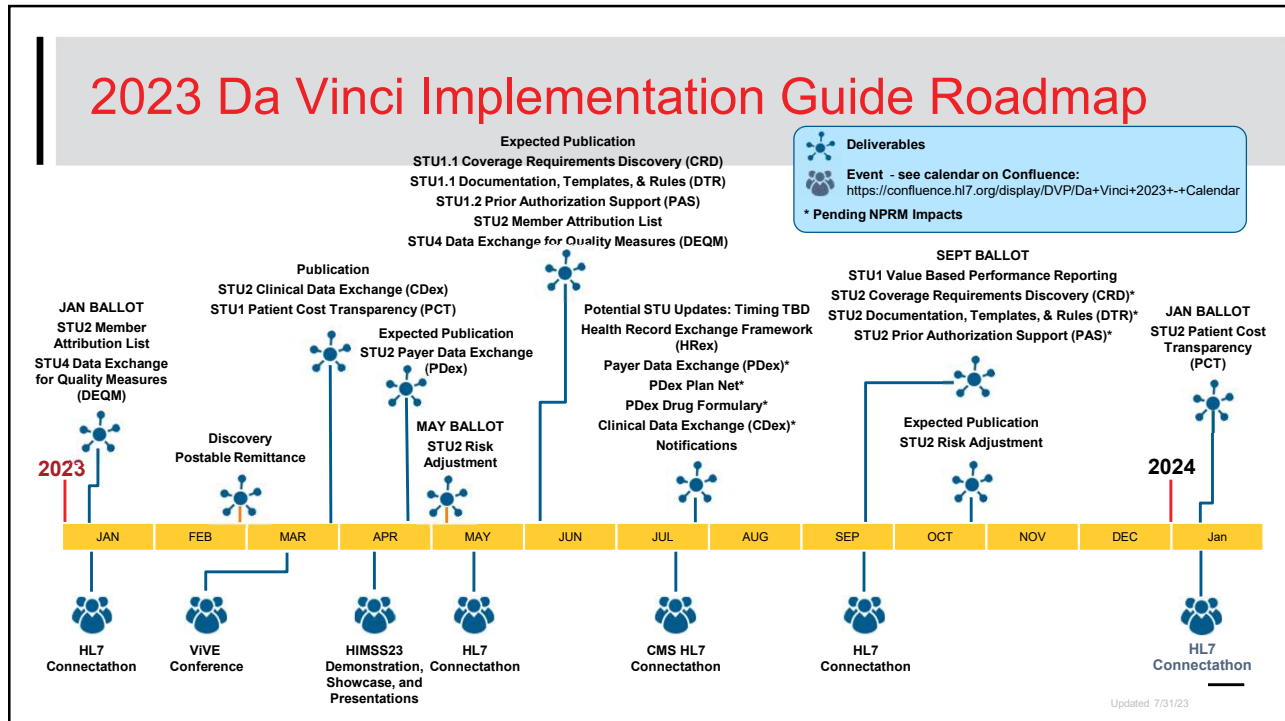 2023 Da Vinci Implementation Guide Roadmap
Deliverables
Event - see calendar on Confluence:
https://confluence.hl7.org/display/DVP/Da+Vinci+2023+-+Calendar
* Pending NPRM Impacts
JAN BALLOT
STU2 Member
Attribution List
STU4 Data Exchange
for Quality Measures
(DEQM)
Discovery
Postable Remittance
Publication
STU2 Clinical Data Exchange (CDex)
STU1 Patient Cost Transparency (PCT)
Expected Publication
STU2 Payer Data Exchange
(PDex)
MAY BALLOT
STU2 Risk
Adjustment
Expected Publication
STU1.1 Coverage Requirements Discovery (CRD)
STU1.1 Documentation, Templates, & Rules (DTR)
STU1.2 Prior Authorization Support (PAS)
STU2 Member Attribution List
STU4 Data Exchange for Quality Measures (DEQM)
Potential STU Updates: Timing TBD
Health Record Exchange Framework
(HRex)
Payer Data Exchange (PDex)*
PDex Plan Net*
PDex Drug Formulary*
Clinical Data Exchange (CDex)*
Notifications
SEPT BALLOT
STU1 Value Based Performance Reporting
STU2 Coverage Requirements Discovery (CRD)*
STU2 Documentation, Templates, & Rules (DTR)*
STU2 Prior Authorization Support (PAS)*
Expected Publication
STU2 Risk Adjustment
JAN BALLOT
STU2 Patient Cost
Transparency
(PCT)
2023
2024
JAN
FEB
MAR
APR
MAY
JUN
JUL
AUG
SEP
OCT
NOV
DEC
Jan
HL7
Connectathon
ViVE
Conference
HIMSS23
Demonstration,
Showcase, and
Presentations
HL7
Connectathon
CMS HL7
Connectathon
HL7
Connectathon
HL7
Connectathon
Updated 7/31/23